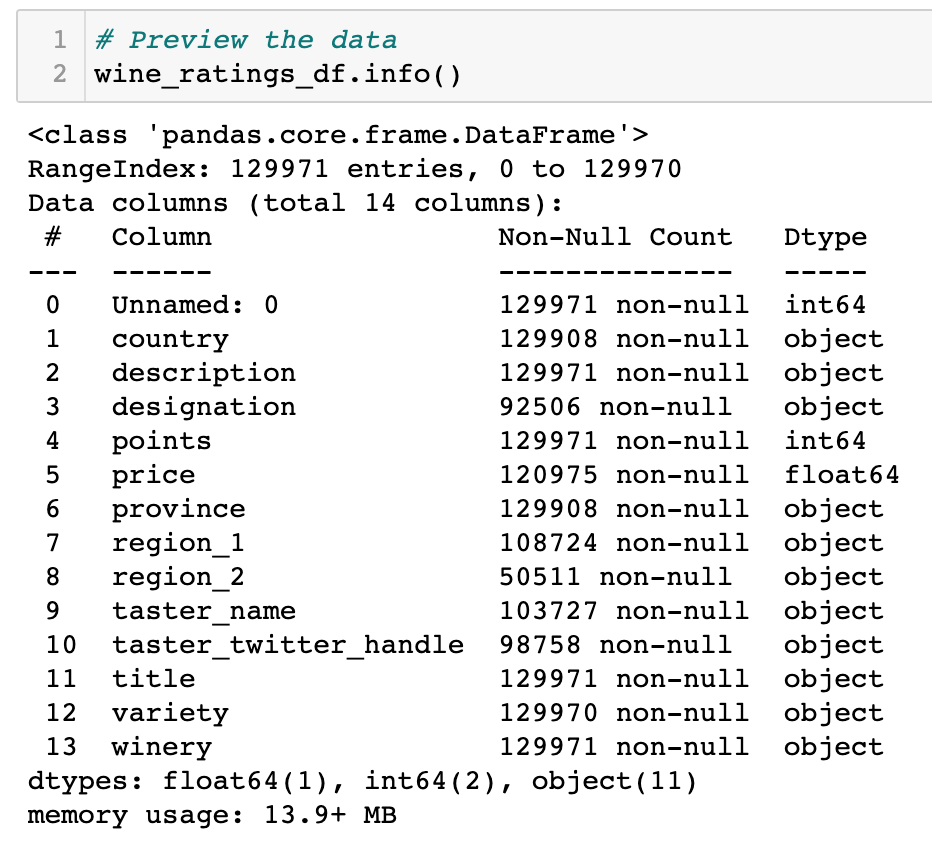 1 # Preview the data
2 wine_ratings_df.info()
<class 'pandas.core.frame.DataFrame'>
RangeIndex: 129971 entries, 0 to 129970
Data columns (total 14 columns):
 #   Column                 Non-Null Count   Dtype
---  ------                 --------------   -----
 0   Unnamed: 0             129971 non-null  int64
 1   country                129908 non-null  object
 2   description            129971 non-null  object
 3   designation            92506 non-null   object
 4   points                 129971 non-null  int64
 5   price                  120975 non-null  float64
 6   province               129908 non-null  object
 7   region_1               108724 non-null  object
 8   region_2               50511 non-null   object
 9   taster_name            103727 non-null  object
 10  taster_twitter_handle  98758 non-null   object
 11  title                  129971 non-null  object
 12  variety                129970 non-null  object
 13  winery                 129971 non-null  object
dtypes: float64(1), int64(2), object(11)
memory usage: 13.9+ MB